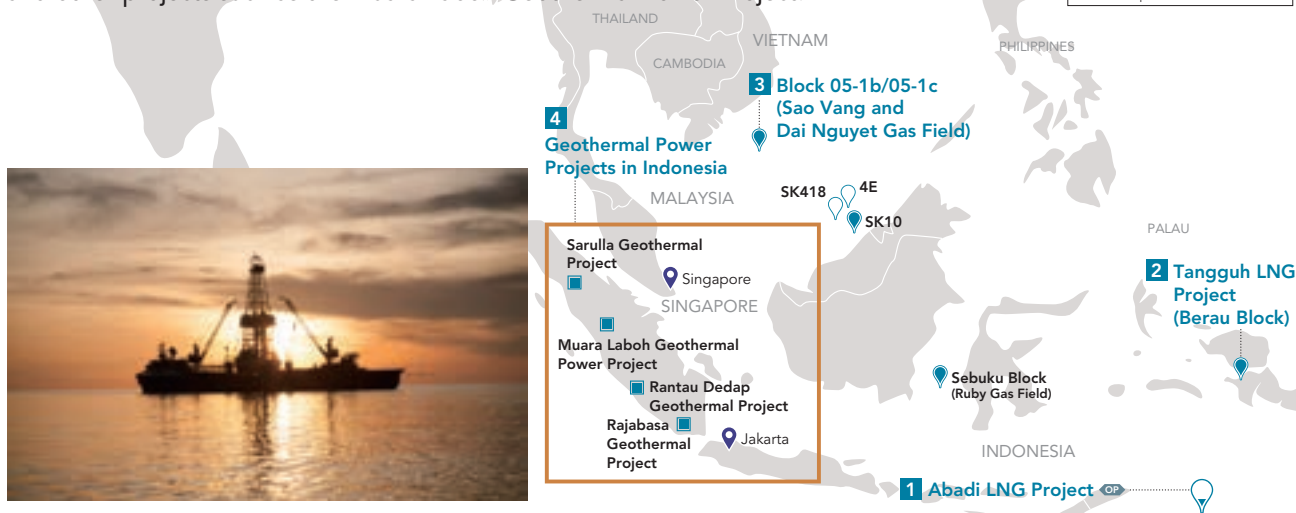 THAILAND
VIETNAM
PHILIPPINES
CAMBODIA
3 Block 05-1b/05-1c
(Sao Vang and
Dai Nguyet Gas Field)
4
Geothermal Power
Projects in Indonesia
MALAYSIA
SK418
4E
SK10
PALAU
Sarulla Geothermal
Project
Singapore
SINGAPORE
2 Tangguh LNG
Project
(Berau Block)
Muara Laboh Geothermal
Power Project
Rantau Dedap
Geothermal Project
Sebuku Block
(Ruby Gas Field)
Rajabasa
Geothermal
Project
Jakarta
INDONESIA
1 Abadi LNG Project OP